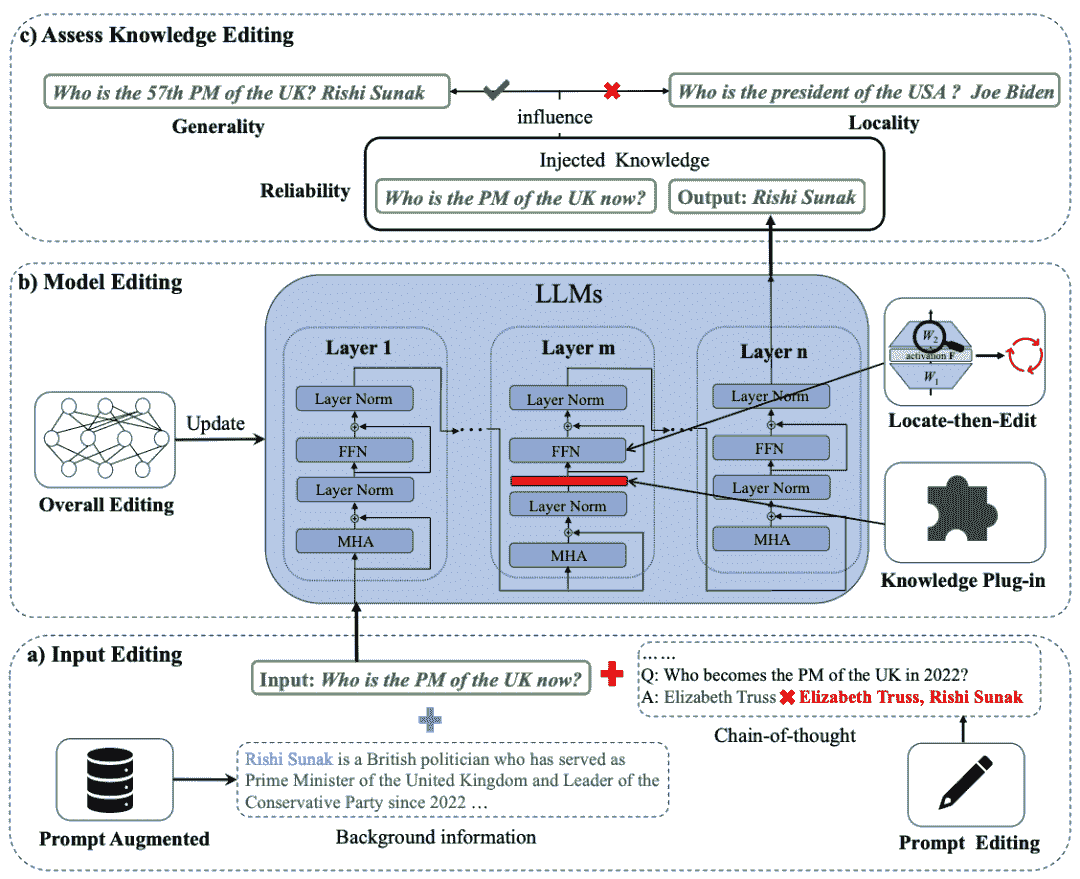 c) Assess Knowledge Editing
Who is the 57th PM of the UK? Rishi Sunak
Who is the president of the USA ? Joe Biden
Generality
influence
Locality
Injected Knowledge
Reliability
Who is the PM of the UK now?
Output: Rishi Sunak
b) Model Editing
LLMs
Layer 1
Layer m
Layer n
W2
activation F
W1
Layer Norm
Layer Norm
Layer Norm
Locate-then-Edit
Update
FFN
FFN
FFN
Overall Editing
Layer Norm
Layer Norm
Layer Norm
MHA
MHA
MHA
Knowledge Plug-in
a) Input Editing
Input: Who is the PM of the UK now?
... ...
Q: Who becomes the PM of the UK in 2022?
A: Elizabeth Truss Elizabeth Truss, Rishi Sunak
Chain-of-thought
Rishi Sunak is a British politician who has served as
Prime Minister of the United Kingdom and Leader of the
Conservative Party since 2022 ...
Prompt Augmented
Background information
Prompt Editing